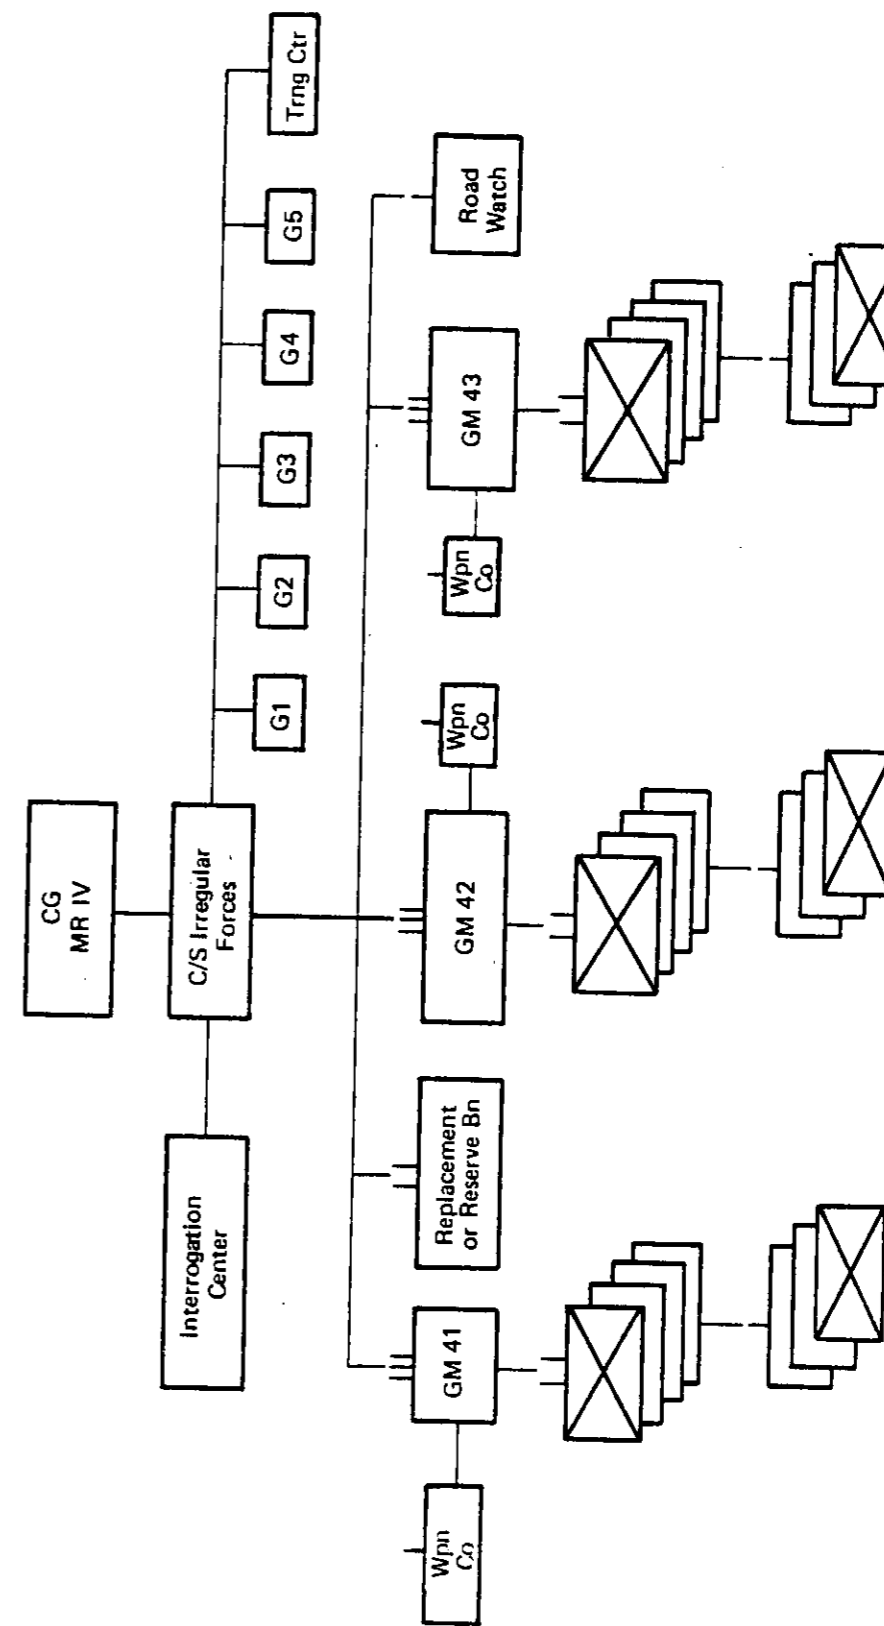 CG
MR IV
Interrogation
Center
C/S Irregular
Forces
G1
G2
G3
G4
G5
Trng Ctr
Wpn
Co
GM 41
Replacement
or Reserve Bn
GM 42
Wpn
Co
Wpn
Co
GM 43
Road
Watch